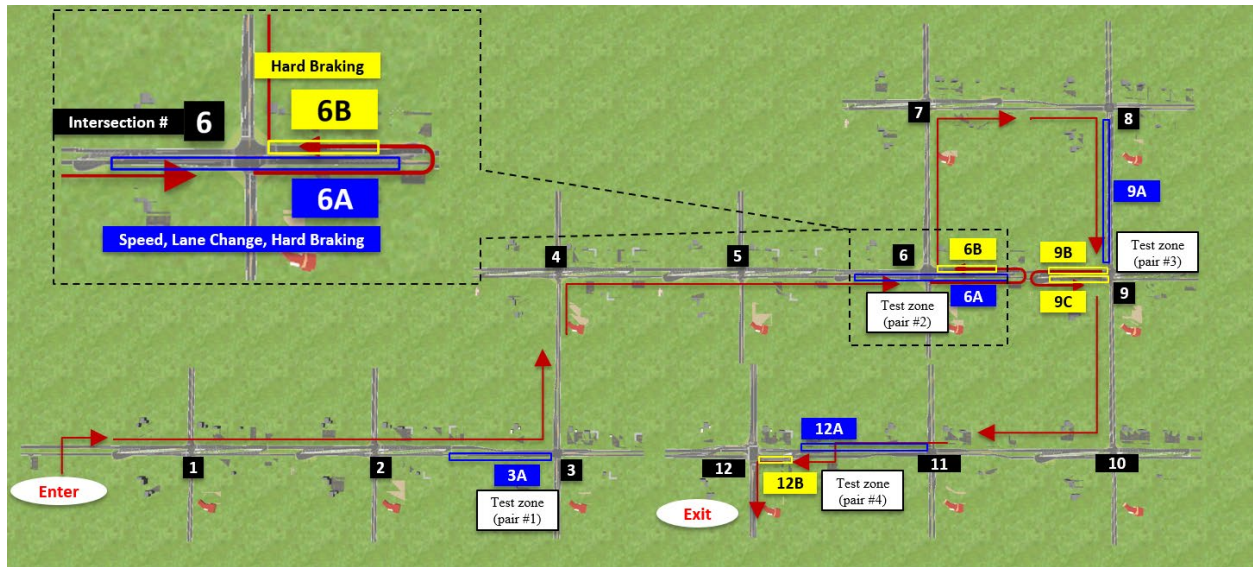 Hard Braking
6B
Intersection #
6
6A
Speed, Lane Change, Hard Braking
7
8
9A
4
5
6
6B
9B
Test zone
(pair #3)
6A
9C
9
Test zone
(pair #2)
12A
1
2
3A
3
12
12B
11
10
Enter
Test zone
(pair #1)
Exit
Test zone
(pair #4)